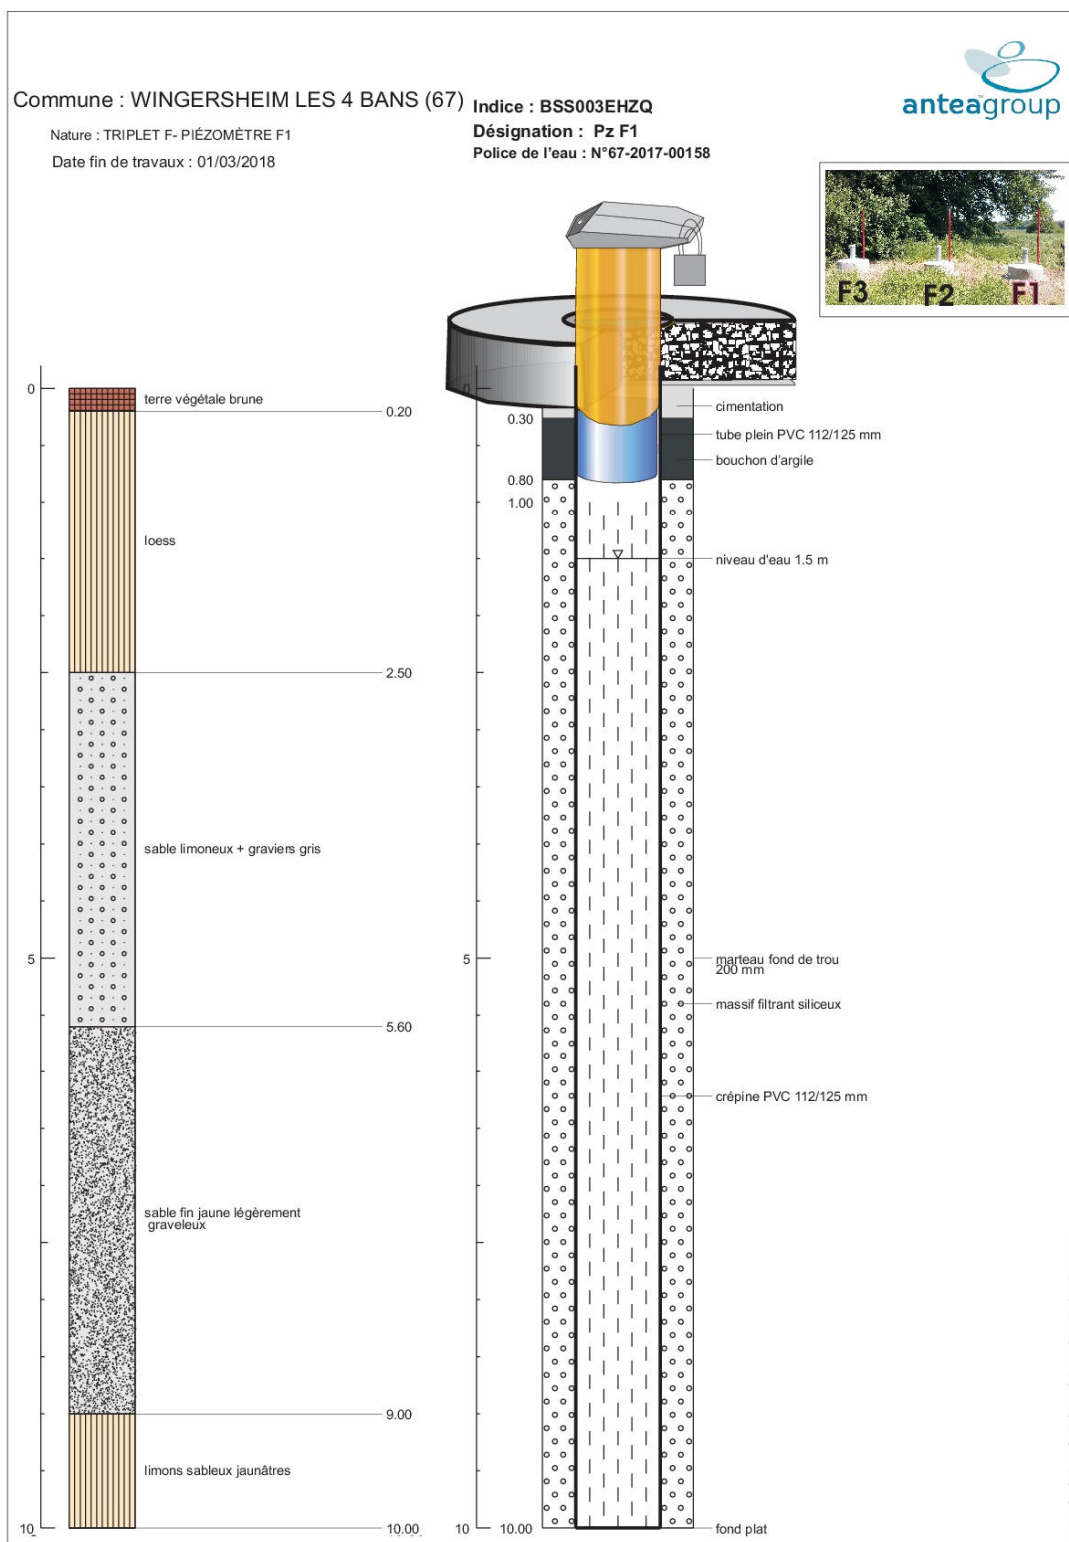 Commune : WINGERSHEIM LES 4 BANS (67)
Nature : TRIPLET F- PIÉZOMÈTRE F1
Date fin de travaux : 01/03/2018
Indice : BSS003EHZQ
Désignation : Pz F1
Police de l'eau : N°67-2017-00158
anteagroup
F3
F2
F1
0
terre végétale brune
0.20
loess
2.50
sable limoneux + graviers gris
5
5.60
sable fin jaune légèrement
graveleux
9.00
limons sableux jaunâtres
10
10.00
0
cimentation
0.30
tube plein PVC 112/125 mm
bouchon d'argile
0.80
1.00
niveau d'eau 1.5 m
5
marteau fond de trou
200 mm
massif filtrant siliceux
crépine PVC 112/125 mm
10
10.00
fond plat